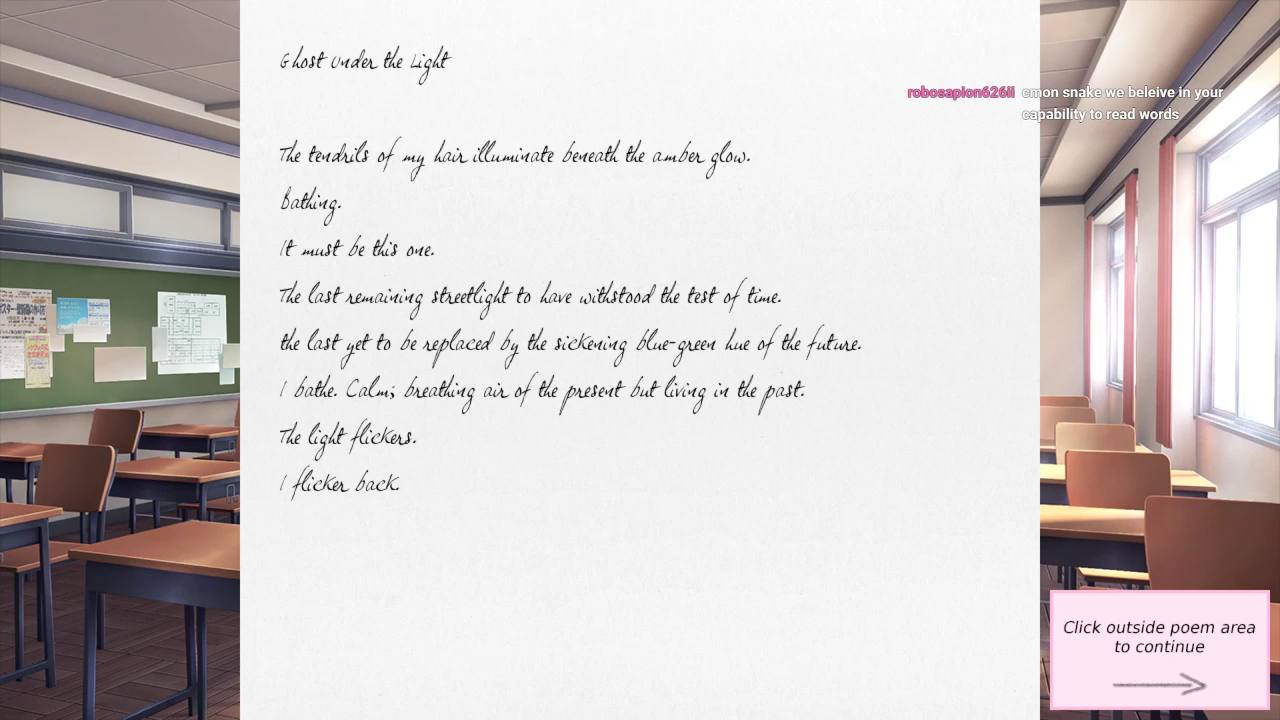 Ghost Under the Light
robosapion626ii cmon snake we beleive in your
capability to read words
The tendrils of my hair illuminate beneath the amber glow.
Bathing.
It must be this one.
The last remaining streetlight to have withstood the test of time.
the last yet to be replaced by the sickening blue-green hue of the future.
I bathe. Calm; breathing air of the present but living in the past.
The light flickers.
I flicker back.
Click outside poem area
to continue